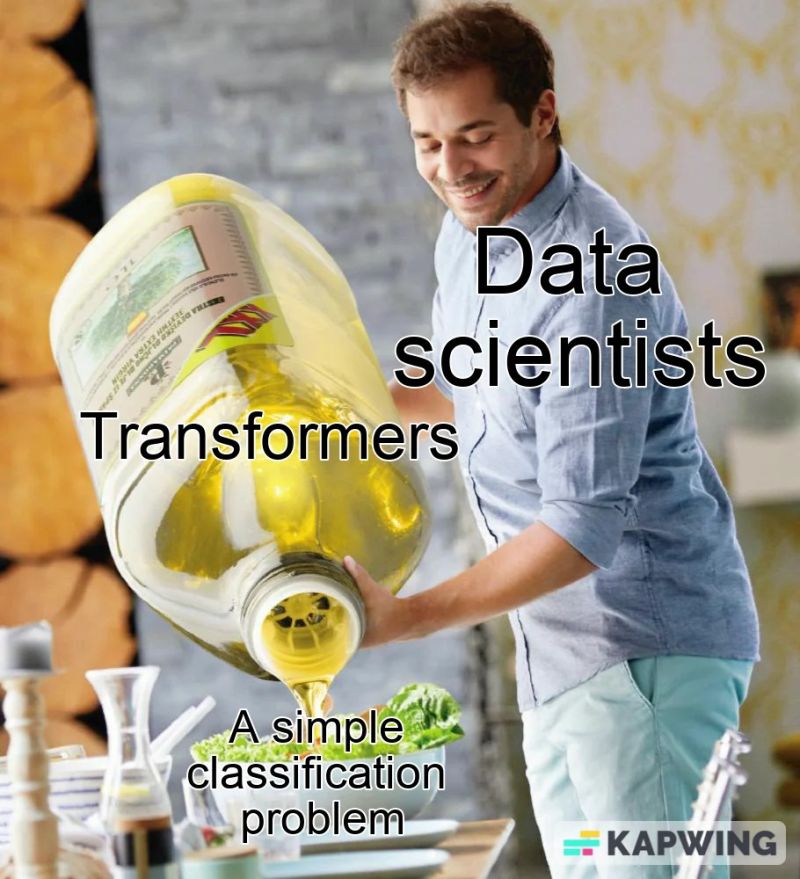 Data
scientists
Transformers
A simple
classification
problem
KAPWING